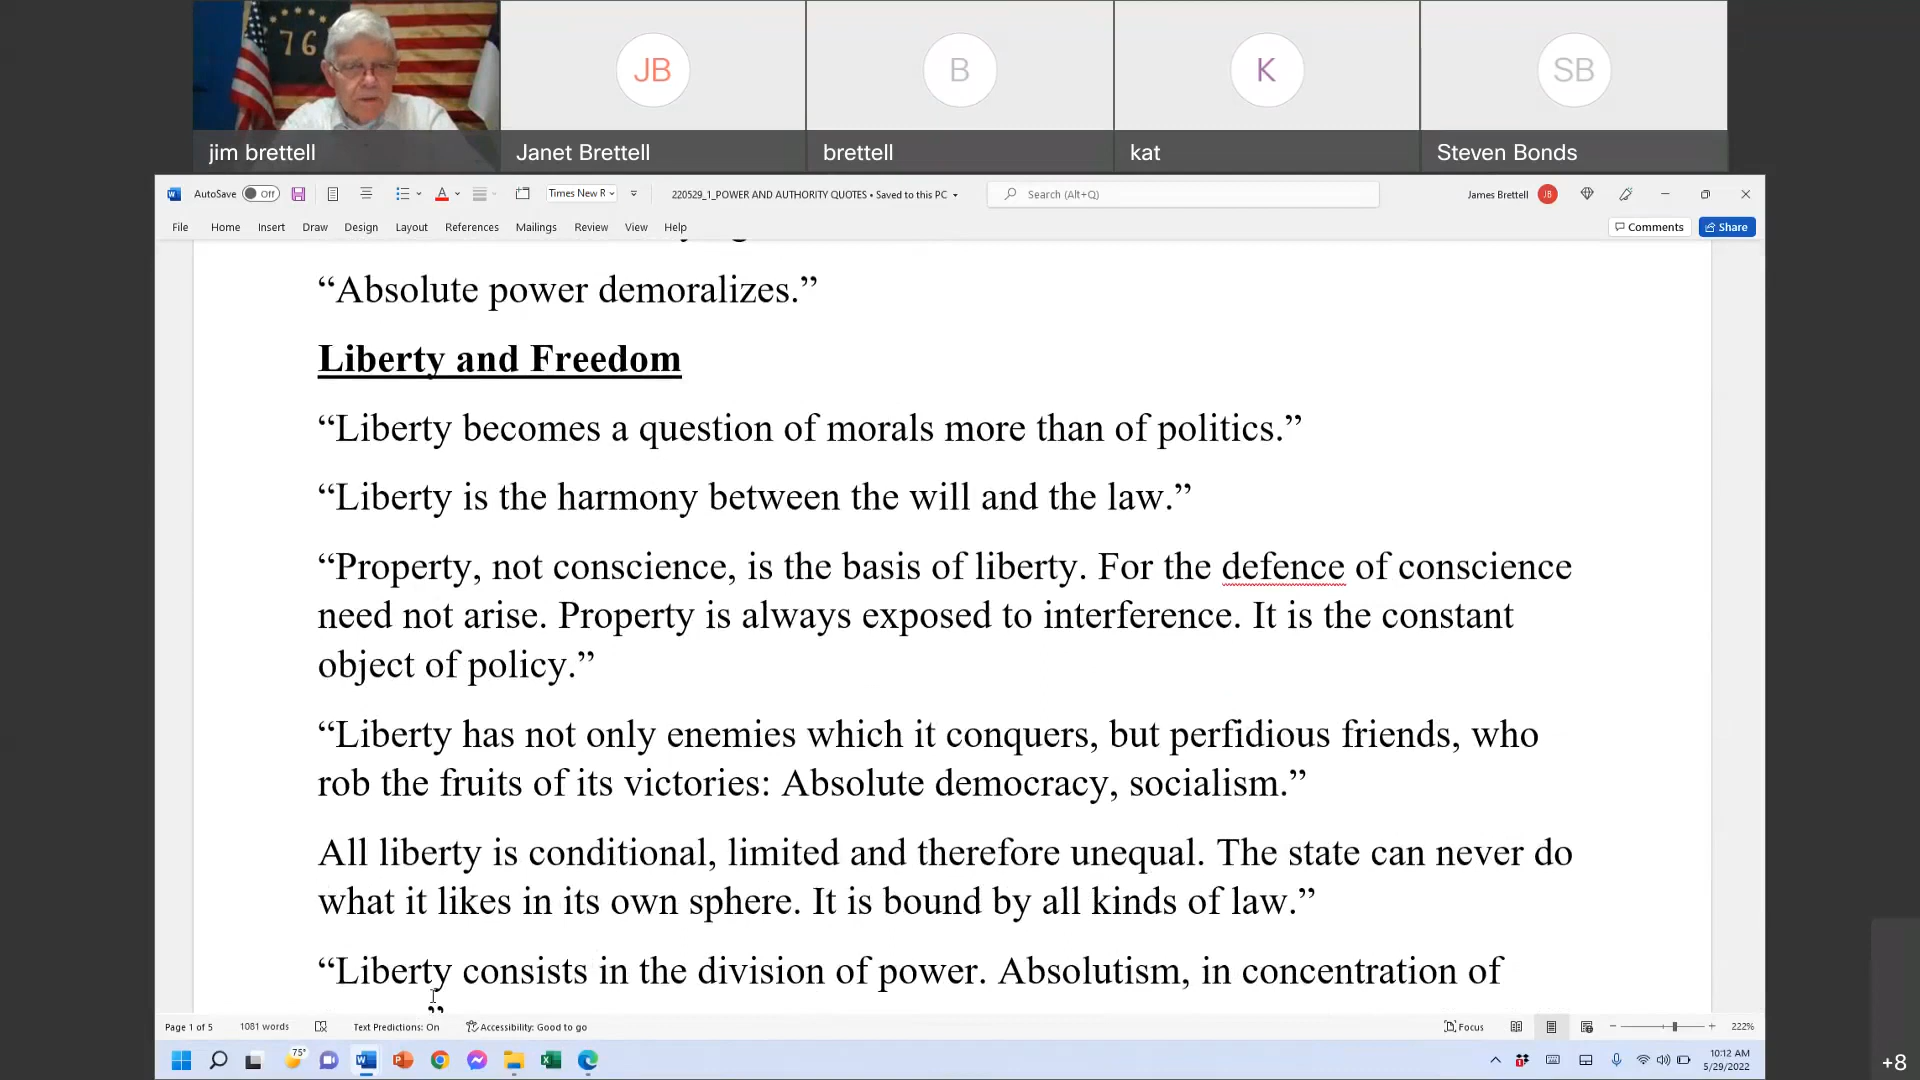 76
JB
B
K
SB
jim brettell
Janet Brettell
brettell
kat
Steven Bonds
AutoSave Off
Times New R
220529_1_POWER AND AUTHORITY QUOTES • Saved to this PC
Search (Alt+Q)
James Brettell
JB
File Home Insert Draw Design Layout References Mailings Review View Help
Comments
Share
“Absolute power demoralizes.”
Liberty and Freedom
“Liberty becomes a question of morals more than of politics.”
“Liberty is the harmony between the will and the law.”
“Property, not conscience, is the basis of liberty. For the defence of conscience
need not arise. Property is always exposed to interference. It is the constant
object of policy.”
“Liberty has not only enemies which it conquers, but perfidious friends, who
rob the fruits of its victories: Absolute democracy, socialism.”
All liberty is conditional, limited and therefore unequal. The state can never do
what it likes in its own sphere. It is bound by all kinds of law.”
“Liberty consists in the division of power. Absolutism, in concentration of
”
Page 1 of 5
1081 words
Text Predictions: On
Accessibility: Good to go
Focus
222%
75°
10:12 AM
5/29/2022
+8